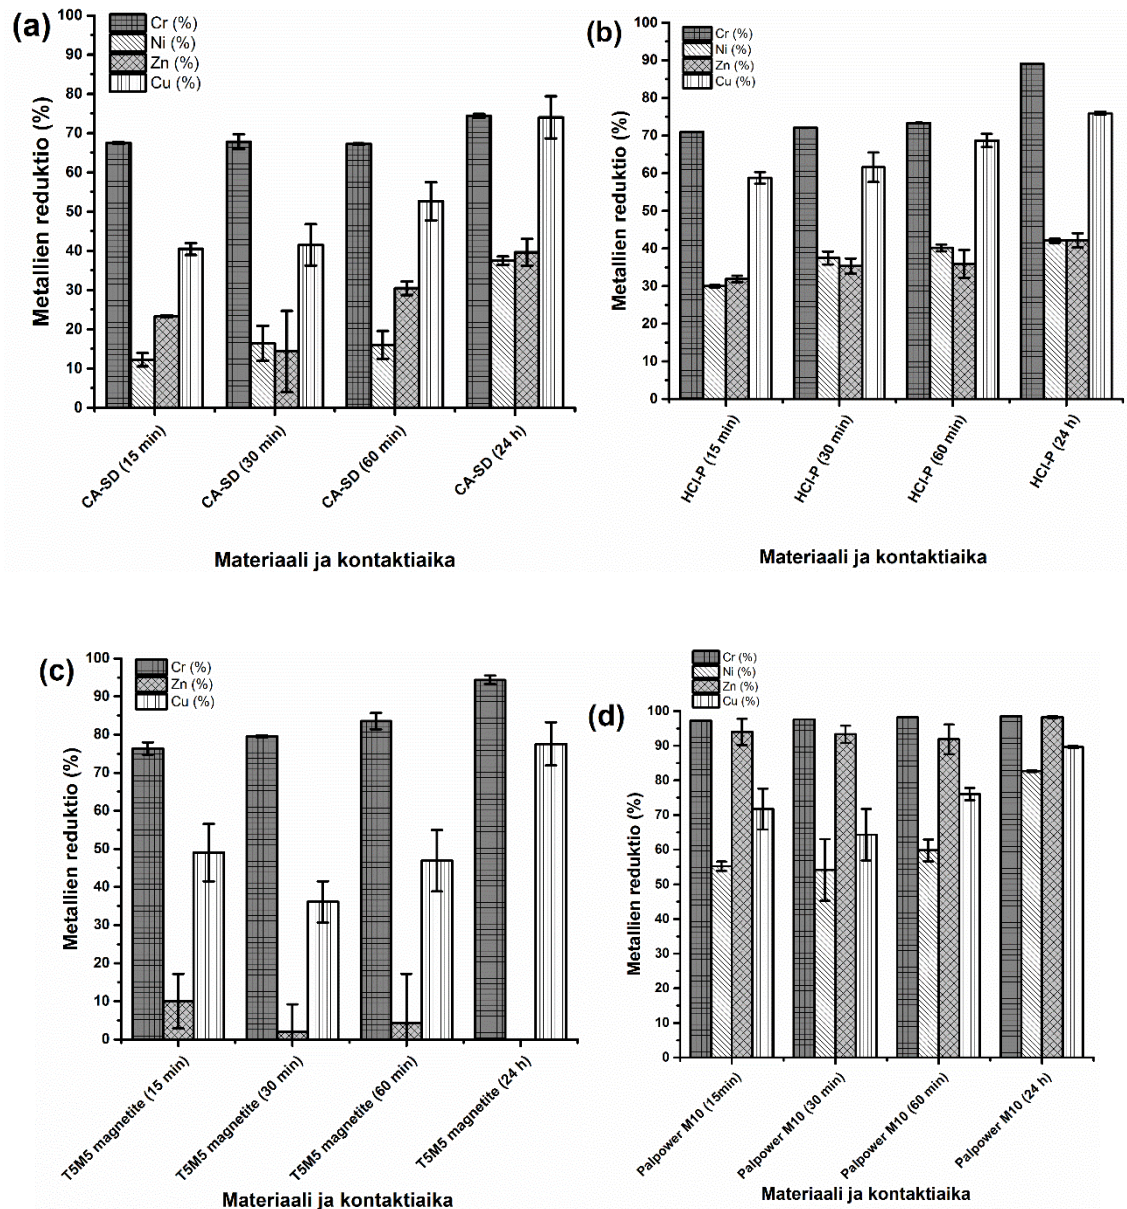 (a)
Cr (%)
Ni (%)
Zn (%)
Cu (%)
Metallien reduktio (%)
100
90
80
70
60
50
40
30
20
10
0
CA-SD (15 min)
CA-SD (30 min)
CA-SD (60 min)
CA-SD (24 h)
Materiaali ja kontaktiaika
(b)
Cr (%)
Ni (%)
Zn (%)
Cu (%)
Metallien reduktio (%)
100
90
80
70
60
50
40
30
20
10
0
HCl-P (15 min)
HCl-P (30 min)
HCl-P (60 min)
HCl-P (24 h)
Materiaali ja kontaktiaika
(c)
Cr (%)
Zn (%)
Cu (%)
Metallien reduktio (%)
100
90
80
70
60
50
40
30
20
10
0
T5M5 magnetite (15 min)
T5M5 magnetite (30 min)
T5M5 magnetite (60 min)
T5M5 magnetite (24 h)
Materiaali ja kontaktiaika
(d)
Cr (%)
Ni (%)
Zn (%)
Cu (%)
Metallien reduktio (%)
100
90
80
70
60
50
40
30
20
10
0
Palpower M10 (15min)
Palpower M10 (30 min)
Palpower M10 (60 min)
Palpower M10 (24 h)
Materiaali ja kontaktiaika